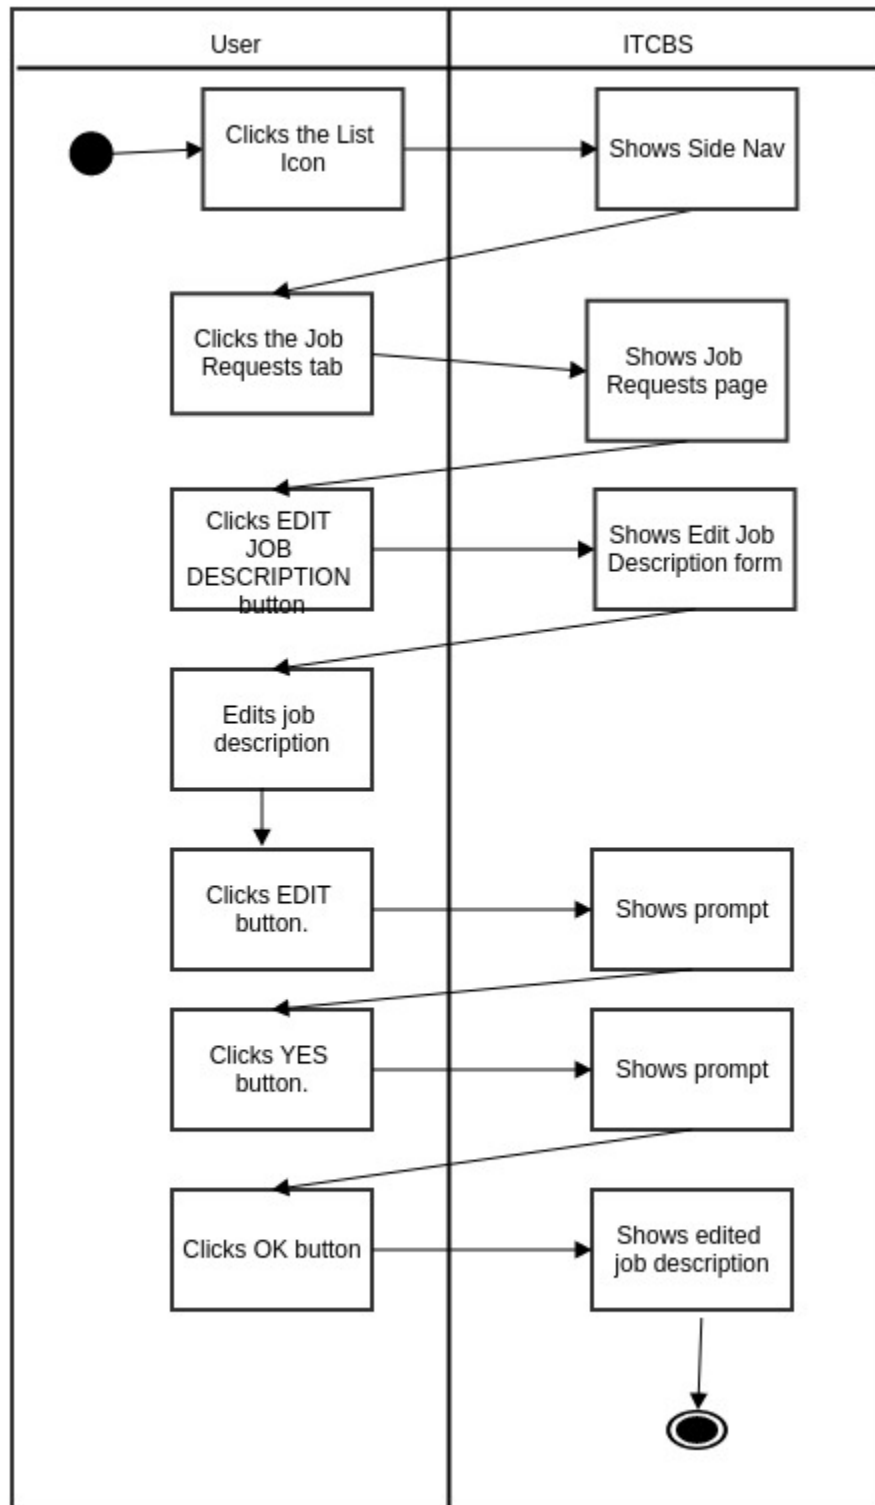 User
ITCBS
Clicks the List
Icon
Shows Side Nav
Clicks the Job
Requests tab
Shows Job
Requests page
Clicks EDIT
JOB
DESCRIPTION
button
Shows Edit Job
Description form
Edits job
description
Clicks EDIT
button.
Shows prompt
Clicks YES
button.
Shows prompt
Clicks OK button
Shows edited
job description